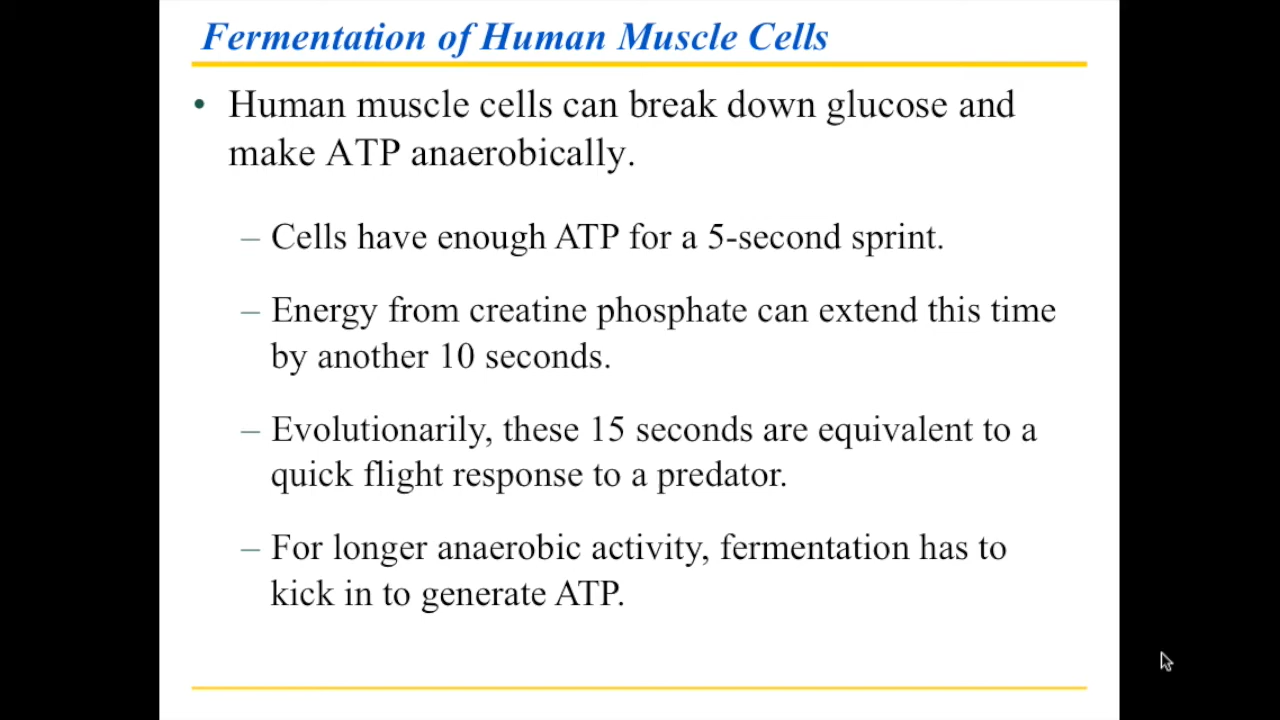 Fermentation of Human Muscle Cells
• Human muscle cells can break down glucose and
make ATP anaerobically.
– Cells have enough ATP for a 5-second sprint.
– Energy from creatine phosphate can extend this time
by another 10 seconds.
– Evolutionarily, these 15 seconds are equivalent to a
quick flight response to a predator.
– For longer anaerobic activity, fermentation has to
kick in to generate ATP.